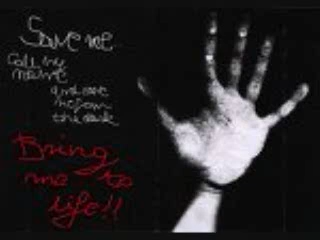 Save me
call my
name
and save
me from
the dark
Bring
me to
life!!